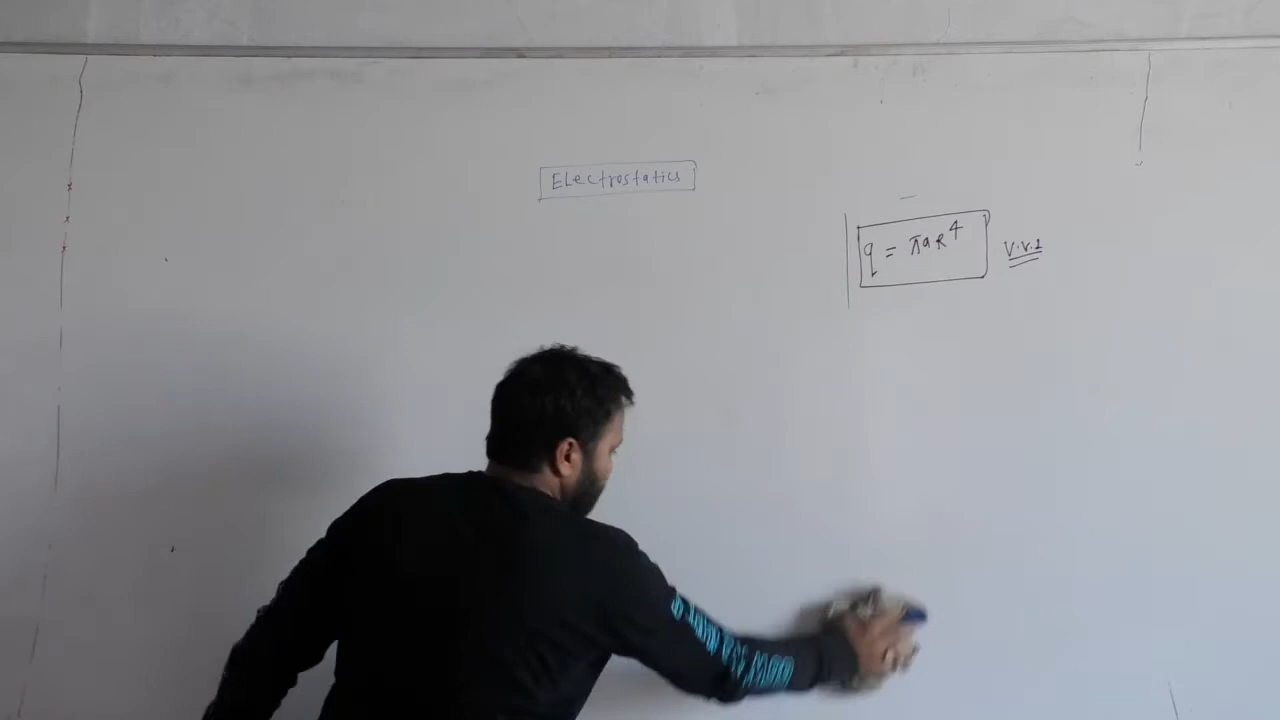 Electrostatics
q = πaR⁴
V.V.I